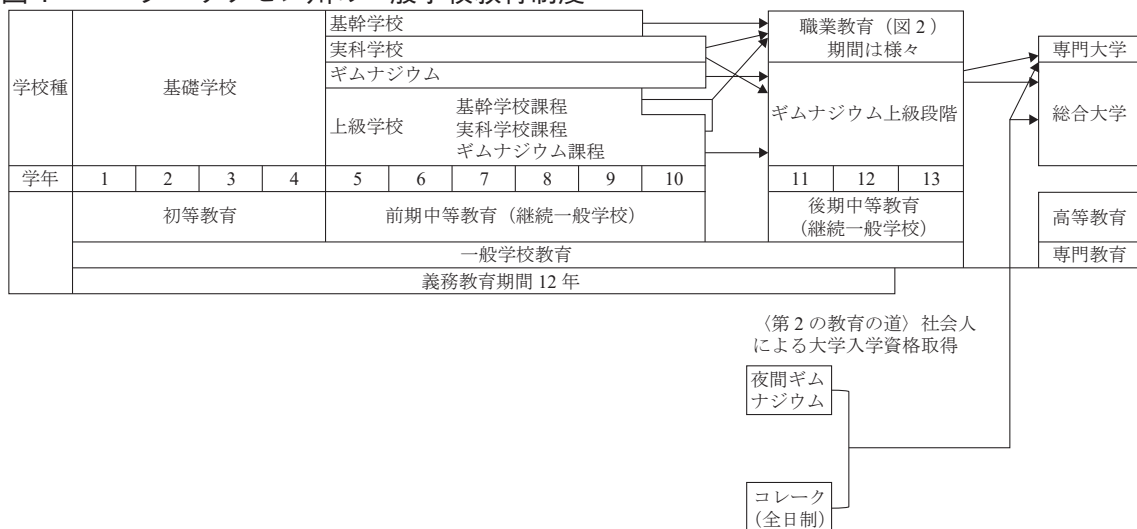 基幹学校
実科学校
ギムナジウム
学校種
基礎学校
上級学校
基幹学校課程
実科学校課程
ギムナジウム課程
職業教育（図2）
期間は様々
ギムナジウム上級段階
専門大学
総合大学
学年 1 2 3 4 5 6 7 8 9 10 11 12 13
初等教育
前期中等教育（継続一般学校）
後期中等教育
（継続一般学校）
高等教育
一般学校教育
専門教育
義務教育期間 12 年
〈第2の教育の道〉社会人
による大学入学資格取得
夜間ギム
ナジウム
コレーク
（全日制）